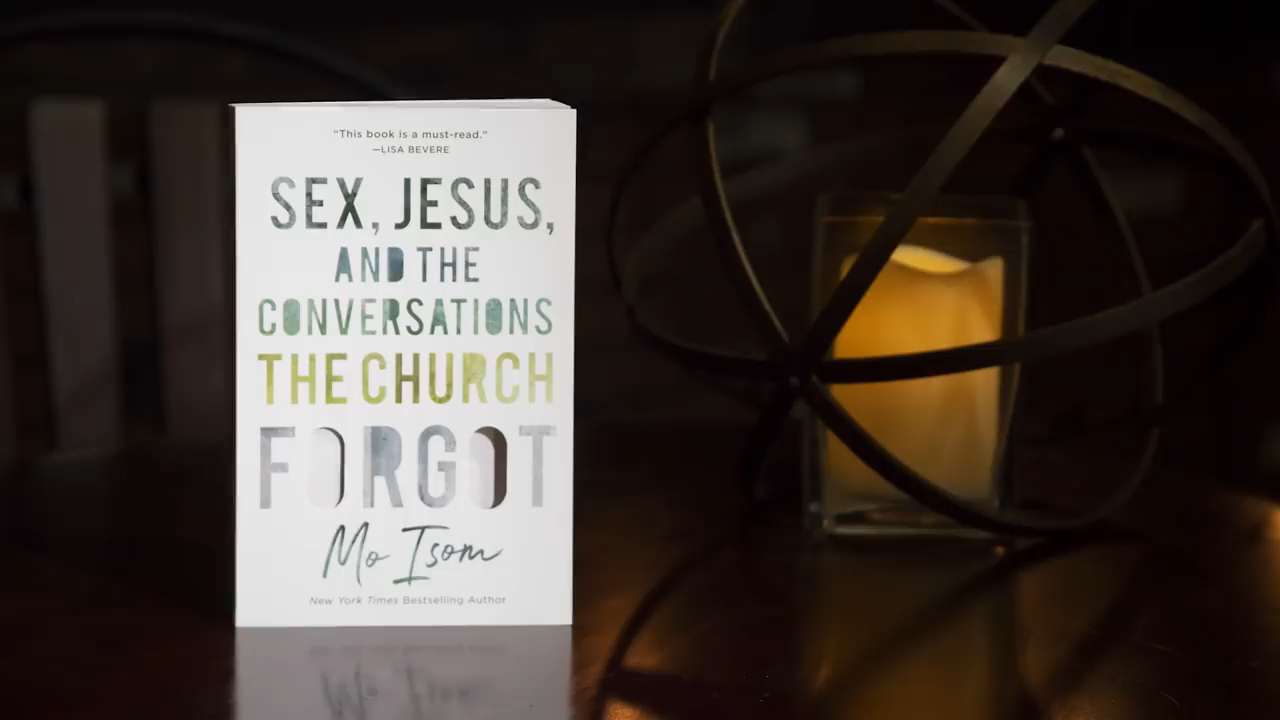 “This book is a must-read.”
—LISA BEVERE
SEX, JESUS,
AND THE
CONVERSATIONS
THE CHURCH
FORGOT
Mo Isom
New York Times Bestselling Author